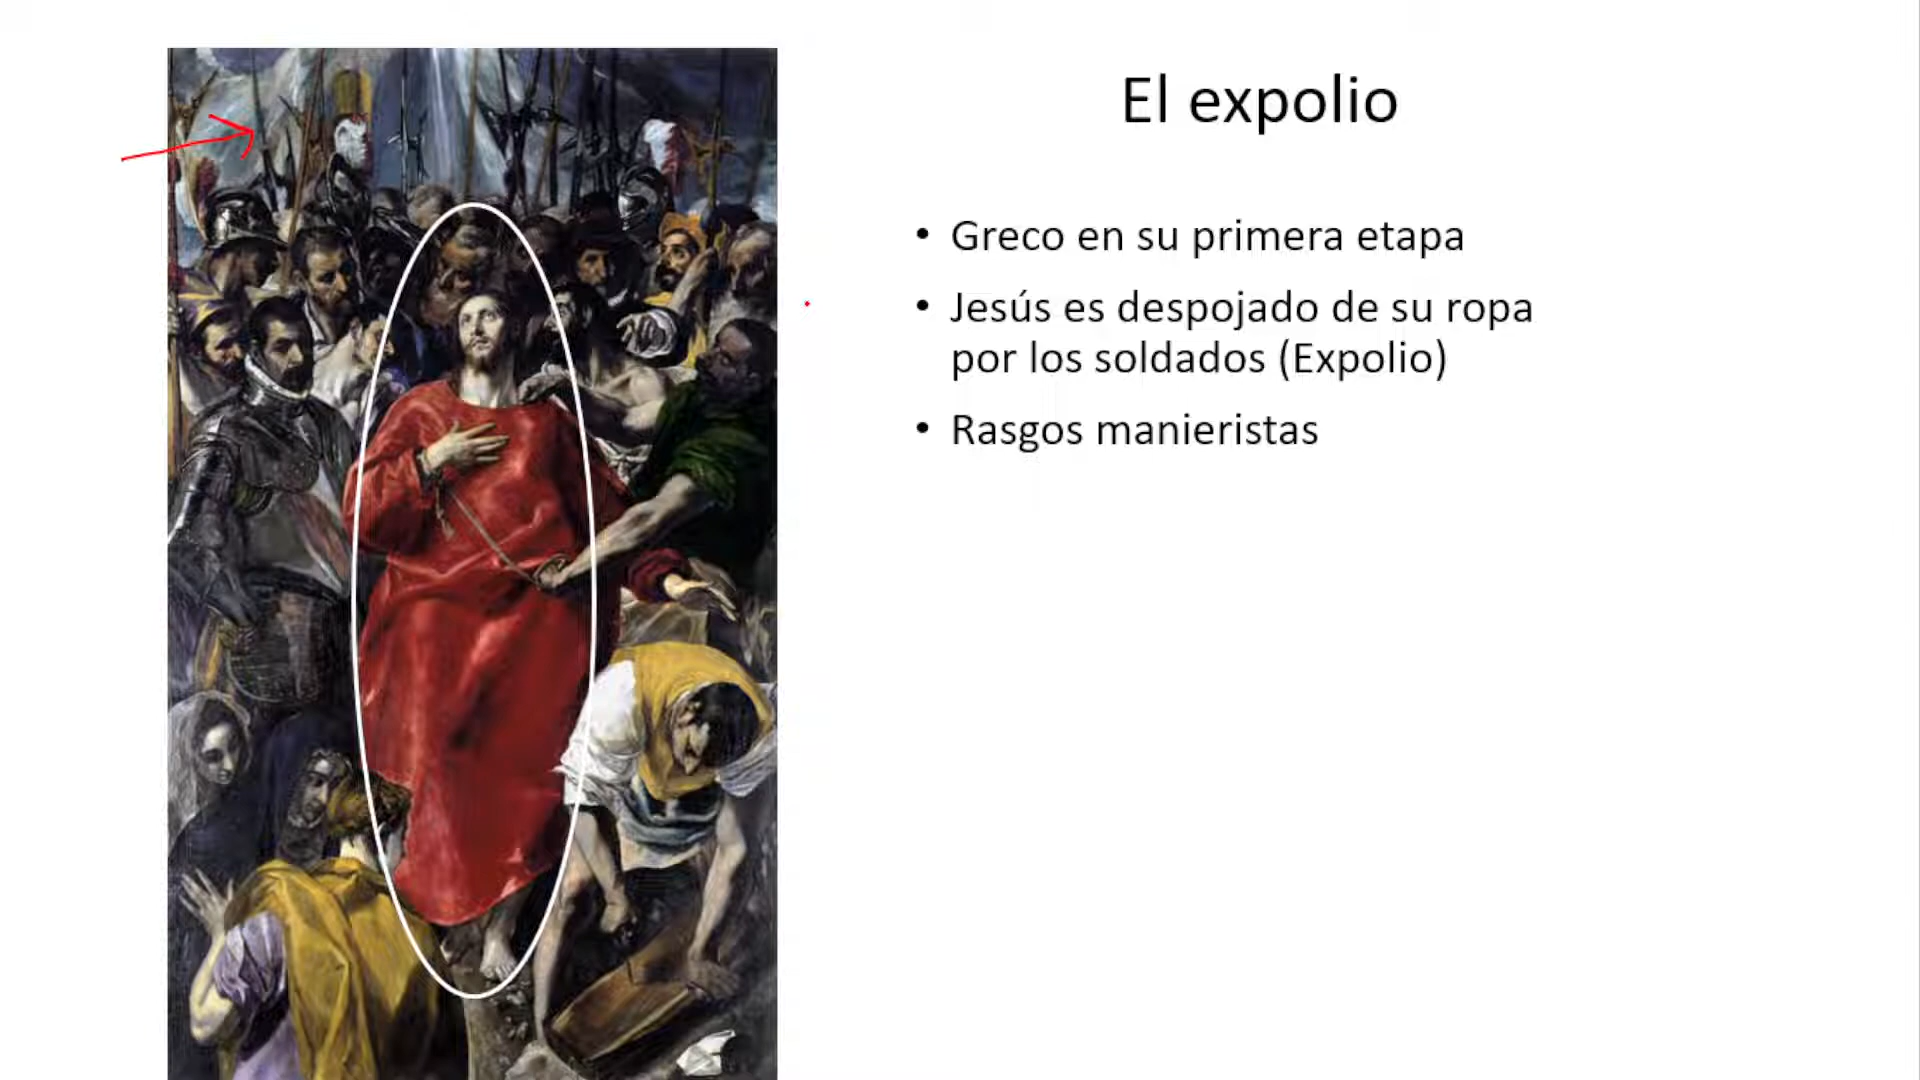 El expolio
• Greco en su primera etapa
• Jesús es despojado de su ropa
por los soldados (Expolio)
• Rasgos manieristas